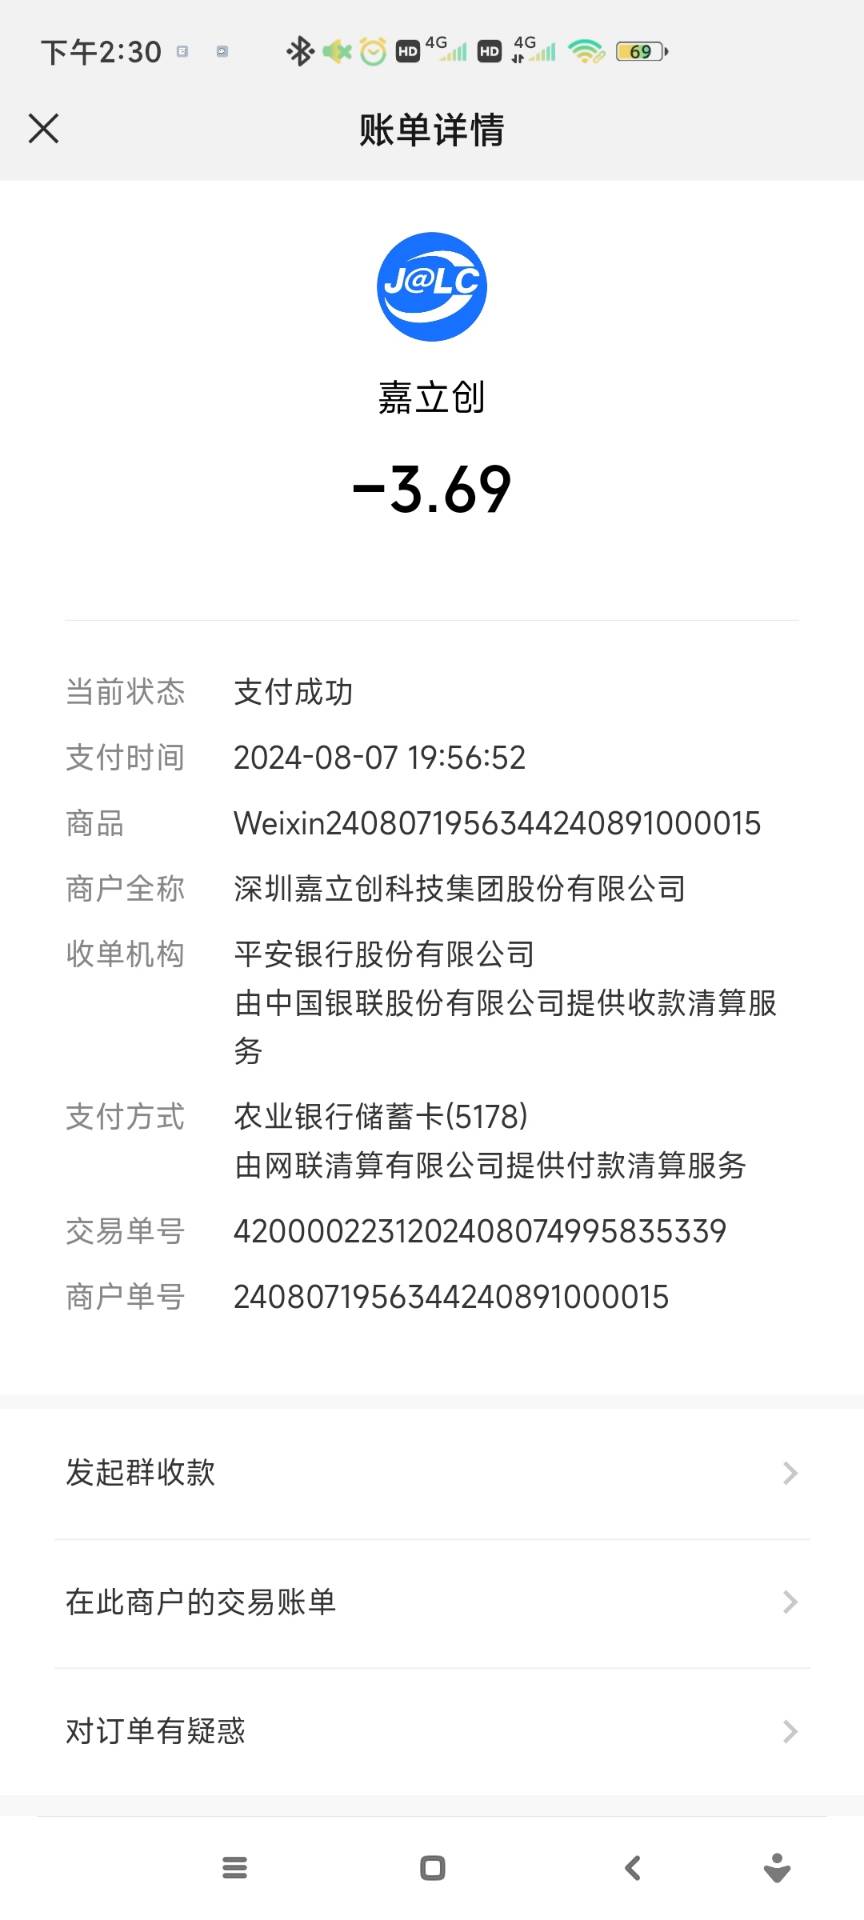 下午2:30
HD 4G HD 4G 69
账单详情
J@LC
嘉立创
-3.69
当前状态 支付成功
支付时间 2024-08-07 19:56:52
商品 Weixin2408071956344240891000015
商户全称 深圳嘉立创科技集团股份有限公司
收单机构 平安银行股份有限公司
由中国银联股份有限公司提供收款清算服
务
支付方式 农业银行储蓄卡(5178)
由网联清算有限公司提供付款清算服务
交易单号 4200002231202408074995835339
商户单号 2408071956344240891000015
发起群收款
在此商户的交易账单
对订单有疑惑